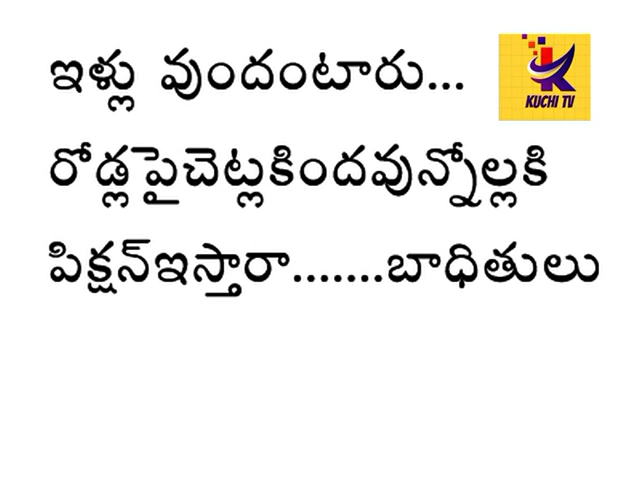 ఇళ్లు వుందంటారు...
KUCHI TV
రోడ్లపైచెట్లకిందవున్నోల్లకి
పిక్షన్ఇస్తారా.......బాధితులు